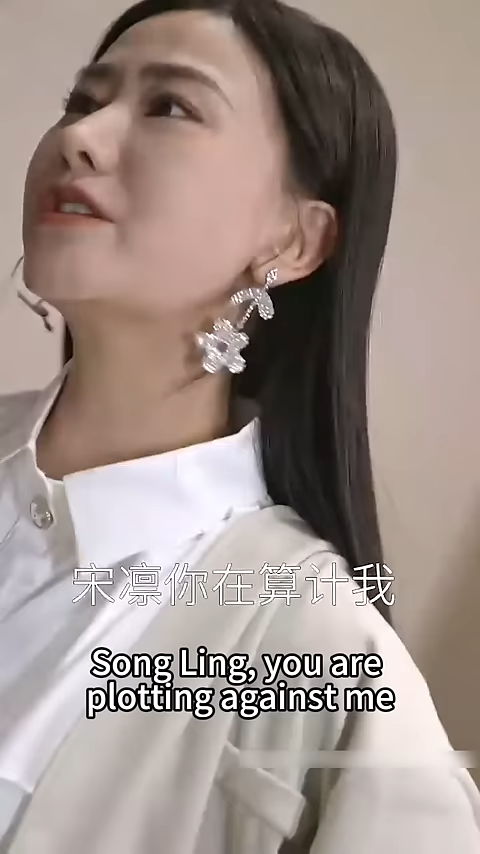 宋凛你在算计我
Song Ling, you are
plotting against me